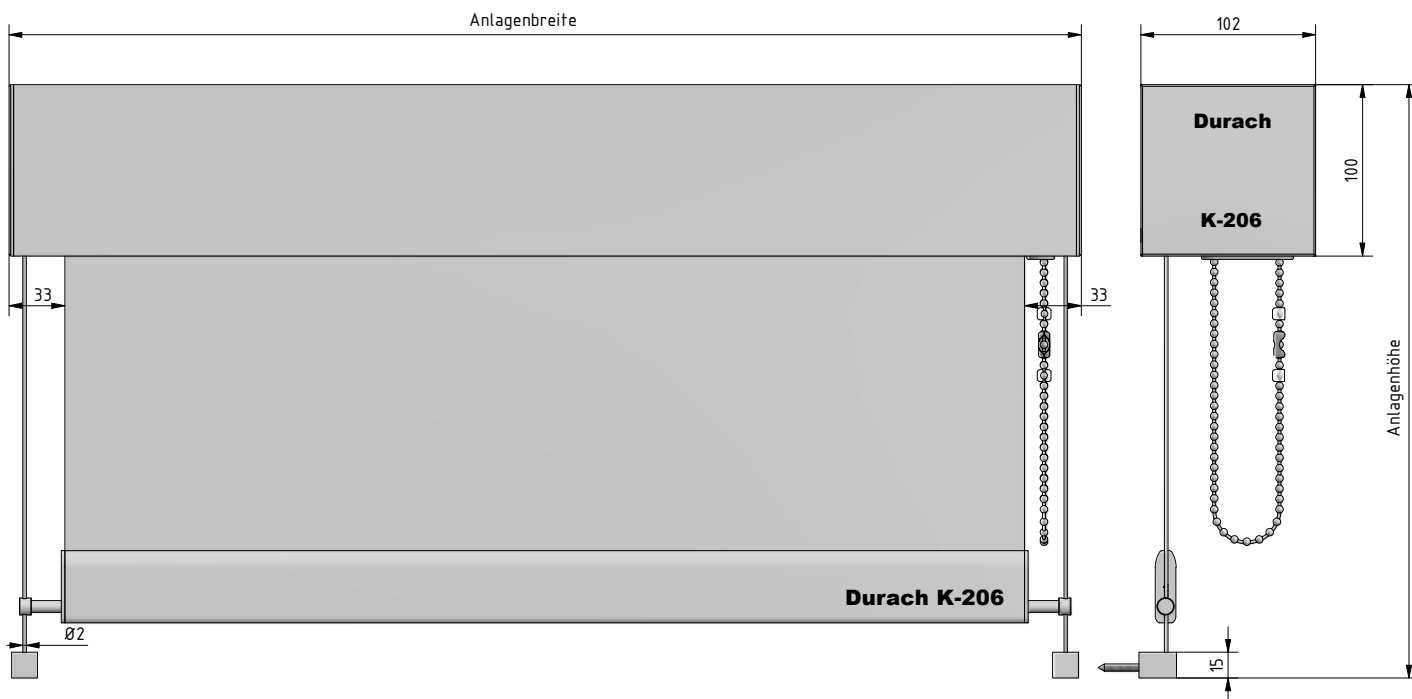 Anlagenbreite
102
Durach
100
K-206
33
33
Anlagenhöhe
Durach K-206
Ø2
15